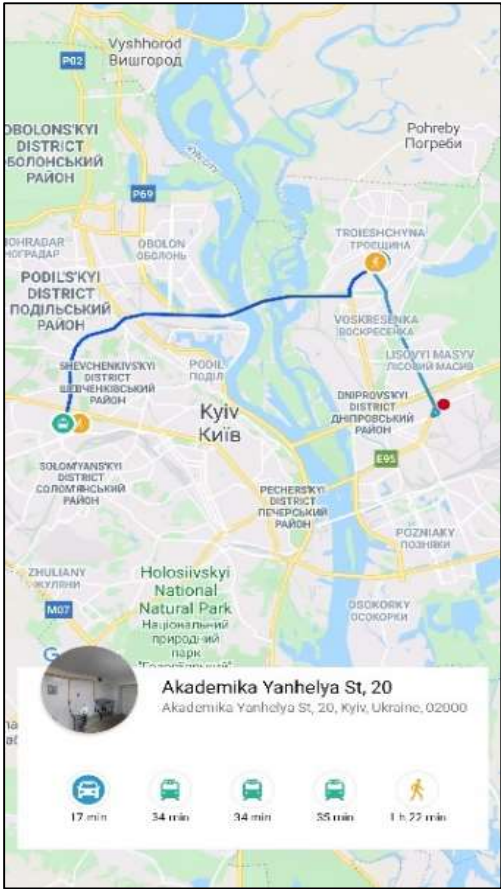 Vyshhorod
Вишгород
P02
OBOLONS'KYI
DISTRICT
ОБОЛОНСЬКИЙ
РАЙОН
Pohreby
Погреби
P69
TROIESHCHYNA
ТРОЄЩИНА
OBOLON
ОБОЛОНЬ
PODIL'S'KYI
DISTRICT
ПОДІЛЬСЬКИЙ
РАЙОН
VOSKRESENKA
ВОСКРЕСЕНКА
LISOVYI MASYV
ЛІСОВИЙ МАСИВ
SHEVCHENKIVS'KYI
DISTRICT
ШЕВЧЕНКІВСЬКИЙ
РАЙОН
PODIL
ПОДІЛ
DNIPROVS'KYI
DISTRICT
ДНІПРОВСЬКИЙ
РАЙОН
Kyiv
Київ
E95
SOLOM'YANS'KYI
DISTRICT
СОЛОМ'ЯНСЬКИЙ
РАЙОН
PECHERS'KYI
DISTRICT
ПЕЧЕРСЬКИЙ
РАЙОН
POZNIAKY
ПОЗНЯКИ
ZHULIANY
ЖУЛЯНИ
Holosiivskyi
National
Natural Park
Національний
природний
парк
M07
OSOKORKY
ОСОКОРКИ
Akademika Yanhelya St, 20
Akademika Yanhelya St, 20, Kyiv, Ukraine, 02000
17 min 34 min 34 min 35 min 1 h 22 min